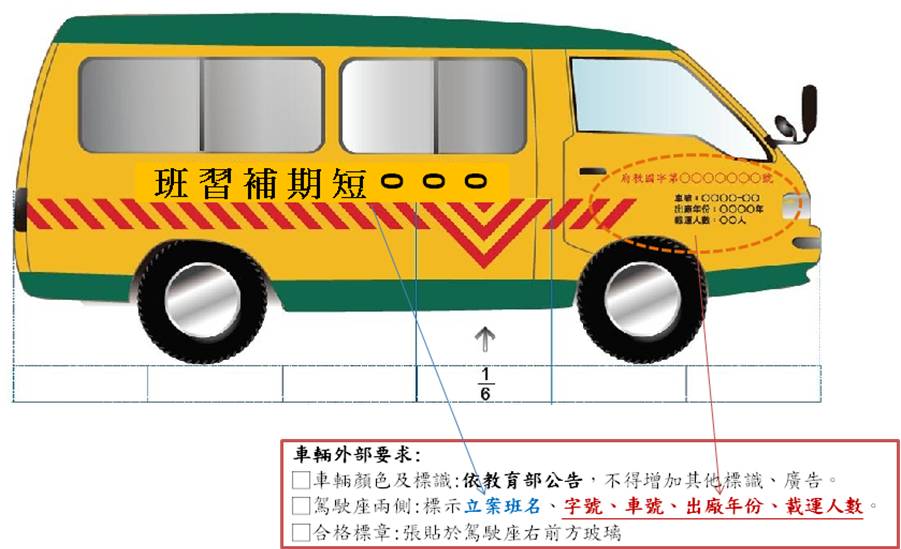 ○○○短期補習班
府教國字第○○○○○○○號
車號：○○○○-○○
出廠年份：○○○○年
載運人數：○○人
1/6
車輛外部要求:
□車輛顏色及標識:依教育部公告，不得增加其他標識、廣告。
□駕駛座兩側:標示立案班名、字號、車號、出廠年份、載運人數。
□合格標章:張貼於駕駛座右前方玻璃